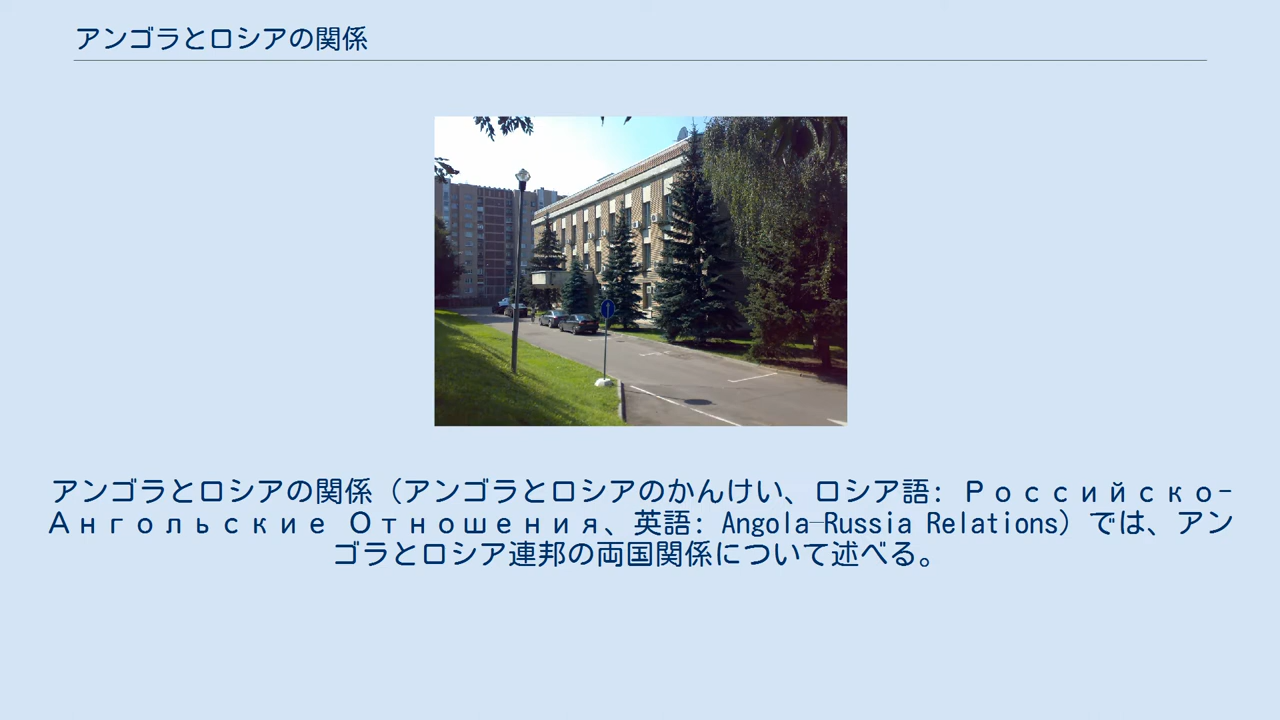 アンゴラとロシアの関係
アンゴラとロシアの関係（アンゴラとロシアのかんけい、ロシア語: Российско-
Ангольские Отношения、英語: Angola–Russia Relations）では、アン
ゴラとロシア連邦の両国関係について述べる。